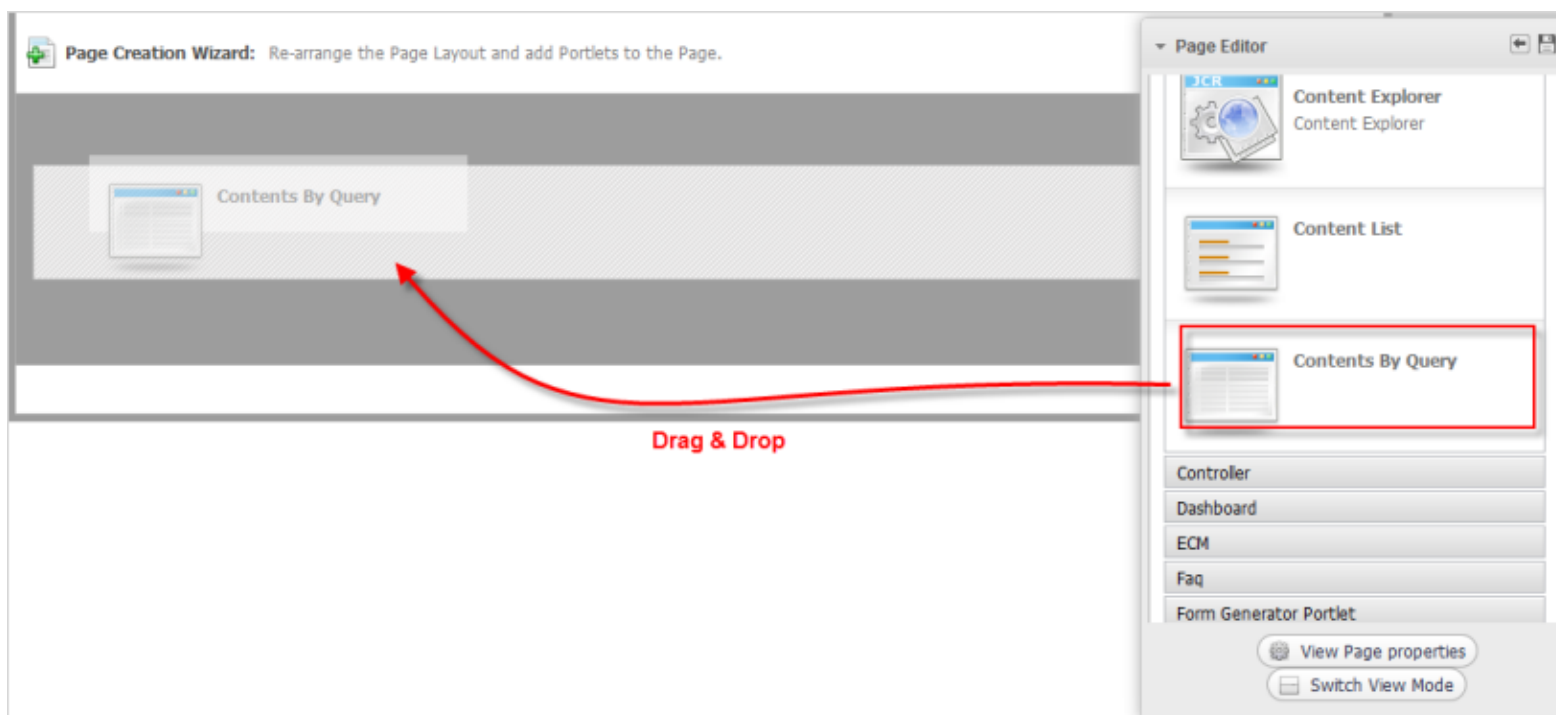 Page Creation Wizard: Re-arrange the Page Layout and add Portlets to the Page.
Contents By Query
Drag & Drop
Page Editor
JCR
Content Explorer
Content Explorer
Content List
Contents By Query
Controller
Dashboard
ECM
Faq
Form Generator Portlet
View Page properties
Switch View Mode